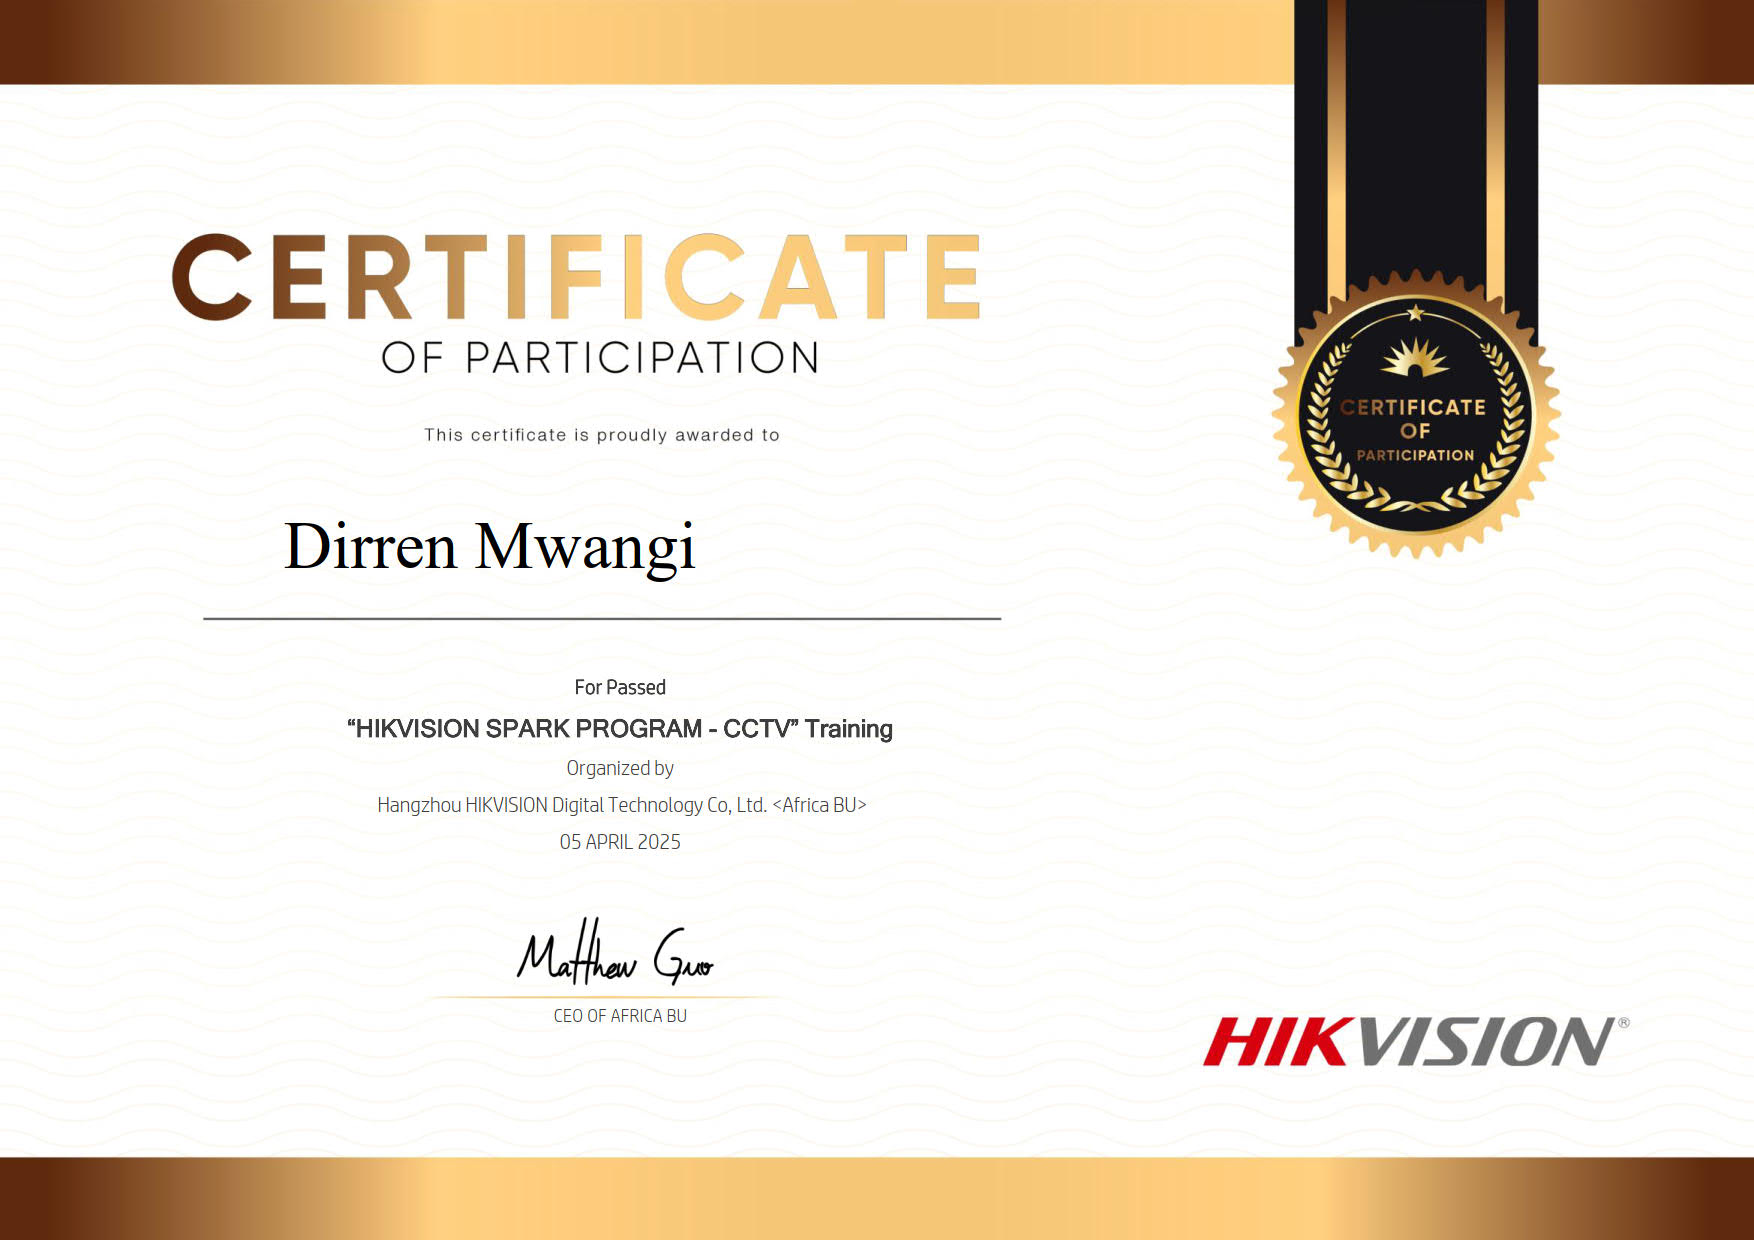 CERTIFICATE
OF PARTICIPATION
This certificate is proudly awarded to
Dirren Mwangi
For Passed
“HIKVISION SPARK PROGRAM - CCTV” Training
Organized by
Hangzhou HIKVISION Digital Technology Co, Ltd. <Africa BU>
05 APRIL 2025
Matthew Guo
CEO OF AFRICA BU
CERTIFICATE
OF
PARTICIPATION
HIKVISION®